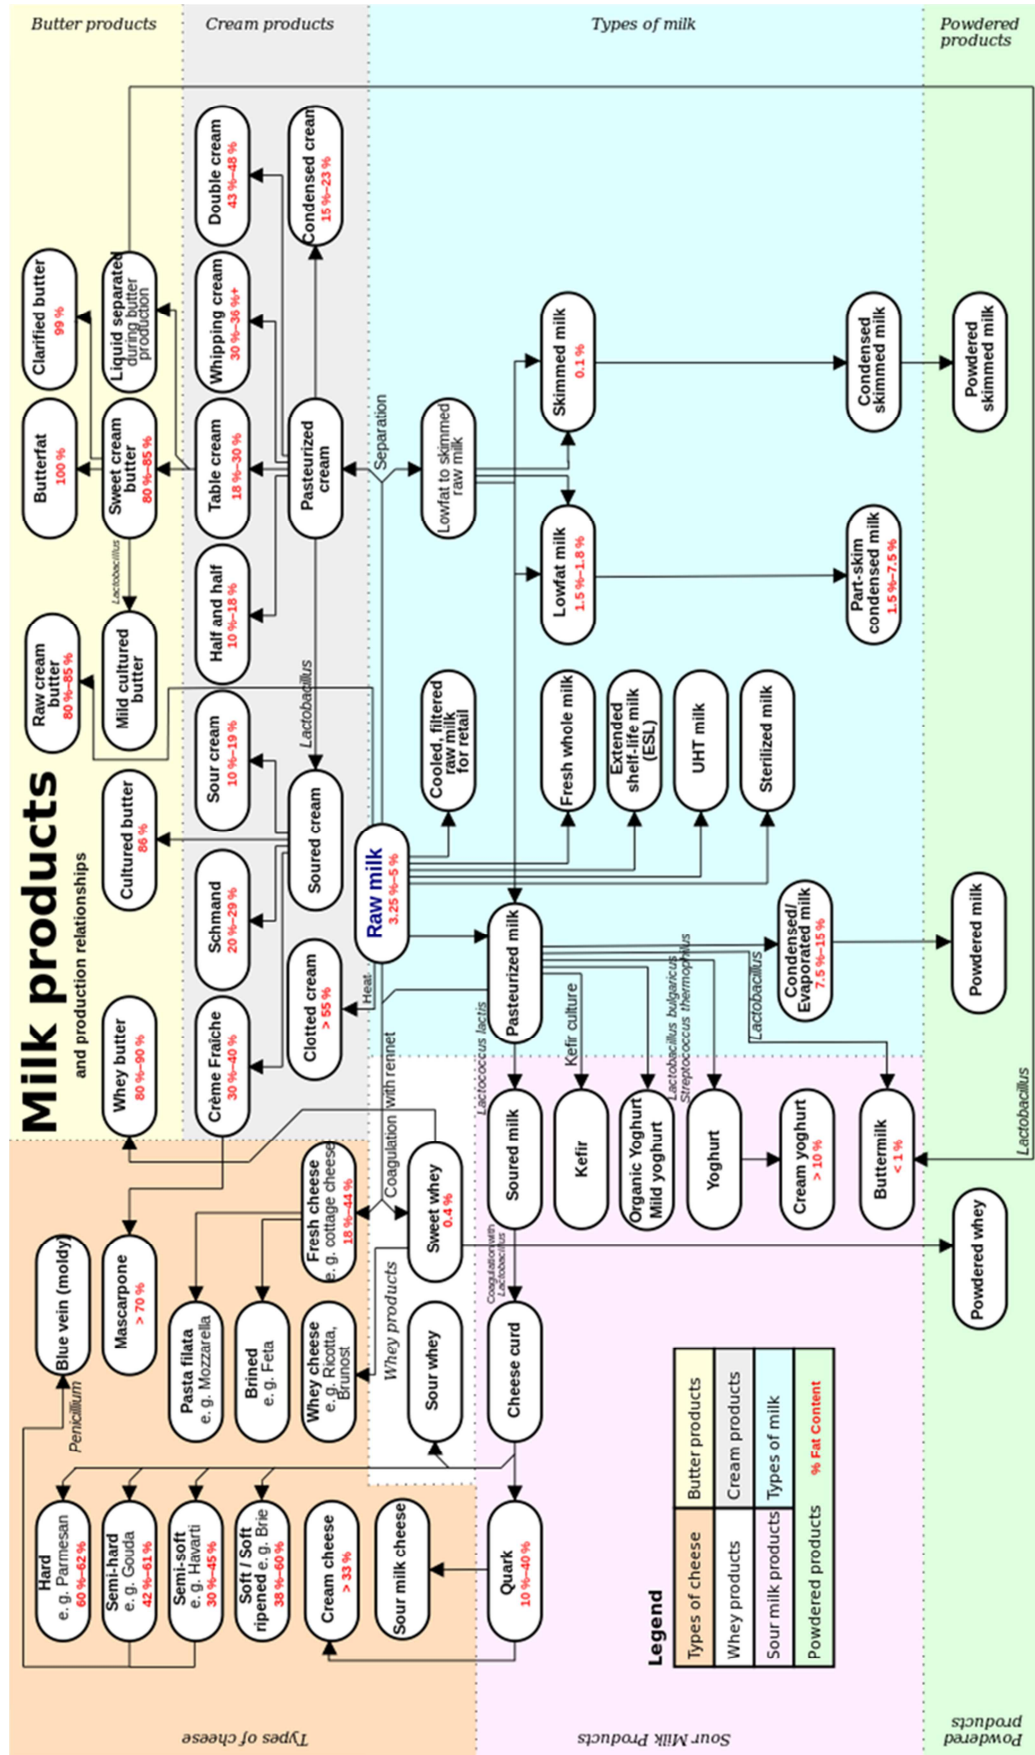 Milk products
and production relationships
Butter products
Cream products
Types of milk
Powdered
products
Clarified butter
99 %
Liquid separated
during butter
production
Butterfat
100 %
Sweet cream
butter
80 %–85 %
Lactobacillus
Raw cream
butter
80 %–85 %
Mild cultured
butter
Cultured butter
86 %
Whey butter
80 %–90 %
Double cream
43 %–48 %
Whipping cream
30 %–36 %+
Table cream
18 %–30 %
Half and half
10 %–18 %
Sour cream
10 %–19 %
Schmand
20 %–29 %
Crème Fraîche
30 %–40 %
Condensed cream
15 %–23 %
Pasteurized
cream
Lactobacillus
Soured cream
Clotted cream
> 55 %
Heat
Raw milk
3.25 %–5 %
Separation
Lowfat to skimmed
raw milk
Skimmed milk
0.1 %
Lowfat milk
1.5 %–1.8 %
Condensed
skimmed milk
Part-skim
condensed milk
1.5 %–7.5 %
Powdered
skimmed milk
Cooled, filtered
raw milk
for retail
Fresh whole milk
Extended
shelf-life milk
(ESL)
UHT milk
Sterilized milk
Pasteurized milk
Condensed/
Evaporated milk
7.5 %–15 %
Powdered milk
Lactococcus lactis
Kefir culture
Lactobacillus bulgaricus
Streptococcus thermophilus
Lactobacillus
Lactobacillus
Soured milk
Kefir
Organic Yoghurt
Mild yoghurt
Yoghurt
Cream yoghurt
> 10 %
Buttermilk
< 1 %
Powdered whey
Coagulation with rennet
Fresh cheese
e. g. cottage cheese
18 %–44 %
Sweet whey
0.4 %
Whey products
Sour whey
Coagulation with
Lactobacillus
Cheese curd
Blue vein (moldy)
Penicillium
Mascarpone
> 70 %
Pasta filata
e. g. Mozzarella
Brined
e. g. Feta
Whey cheese
e. g. Ricotta,
Brunost
Hard
e. g. Parmesan
60 %–62 %
Semi-hard
e. g. Gouda
42 %–61 %
Semi-soft
e. g. Havarti
30 %–45 %
Soft / Soft
ripened e. g. Brie
38 %–60 %
Cream cheese
> 33 %
Sour milk cheese
Quark
10 %–40 %
Legend
Types of cheese
Butter products
Whey products
Cream products
Sour milk products
Types of milk
Powdered products
% Fat Content
Types of cheese
Sour Milk Products
Powdered
products